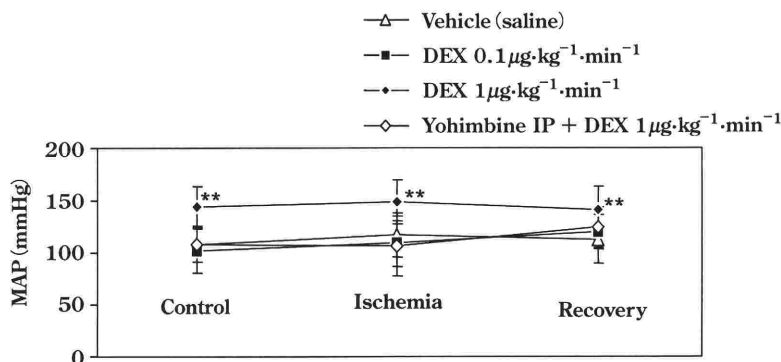 Vehicle (saline)
DEX 0.1μg·kg⁻¹·min⁻¹
DEX 1μg·kg⁻¹·min⁻¹
Yohimbine IP + DEX 1μg·kg⁻¹·min⁻¹
200
150
100
50
0
MAP (mmHg)
** ** **
Control Ischemia Recovery